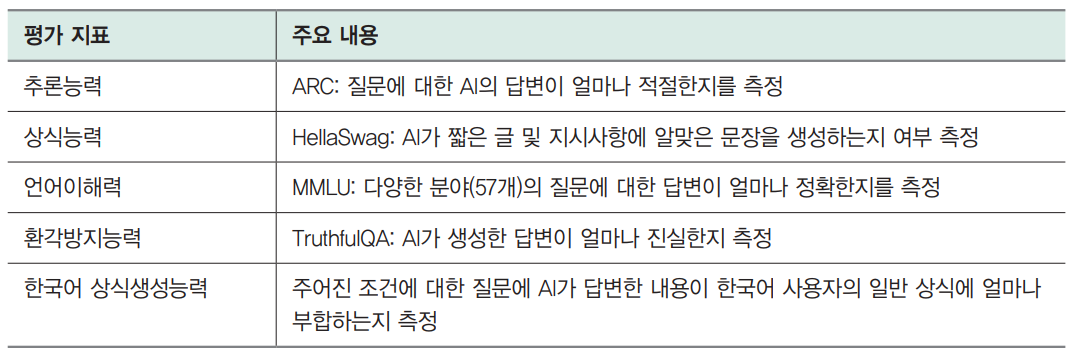 평가 지표 주요 내용
추론능력 ARC: 질문에 대한 AI의 답변이 얼마나 적절한지를 측정
상식능력 HellaSwag: AI가 짧은 글 및 지시사항에 알맞은 문장을 생성하는지 여부 측정
언어이해력 MMLU: 다양한 분야(57개)의 질문에 대한 답변이 얼마나 정확한지를 측정
환각방지능력 TruthfulQA: AI가 생성한 답변이 얼마나 진실한지 측정
한국어 상식생성능력 주어진 조건에 대한 질문에 AI가 답변한 내용이 한국어 사용자의 일반 상식에 얼마나
부합하는지 측정